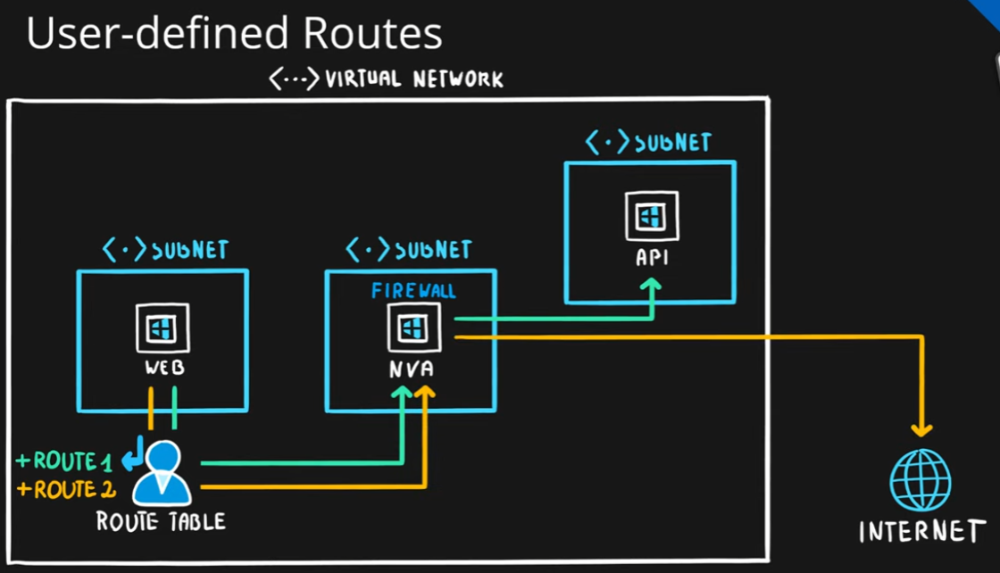 User-defined Routes
<···> VIRTUAL NETWORK
<·> SUBNET
<·> SUBNET
<·> SUBNET
API
FIREWALL
WEB
NVA
+ROUTE 1
+ROUTE 2
ROUTE TABLE
INTERNET